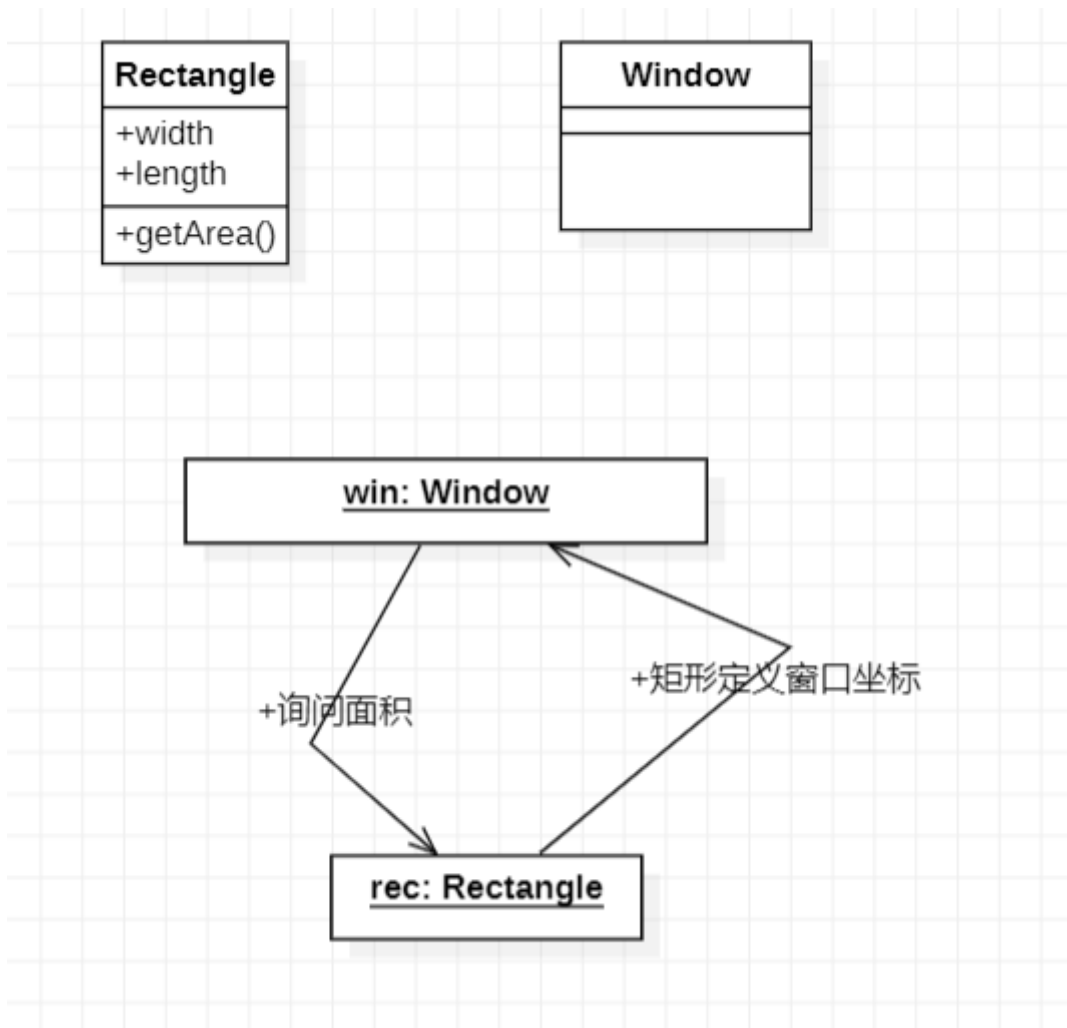 Rectangle
+width
+length
+getArea()
Window
win: Window
+询问面积
+矩形定义窗口坐标
rec: Rectangle